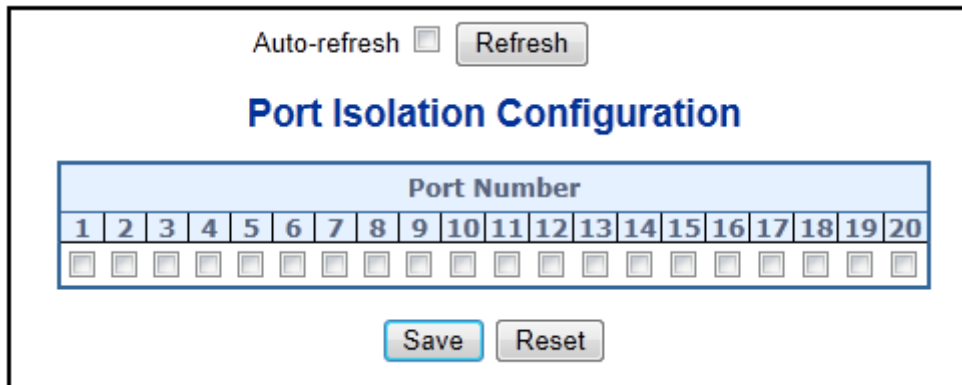 Auto-refresh Refresh
Port Isolation Configuration
Port Number
1 2 3 4 5 6 7 8 9 10 11 12 13 14 15 16 17 18 19 20
Save Reset